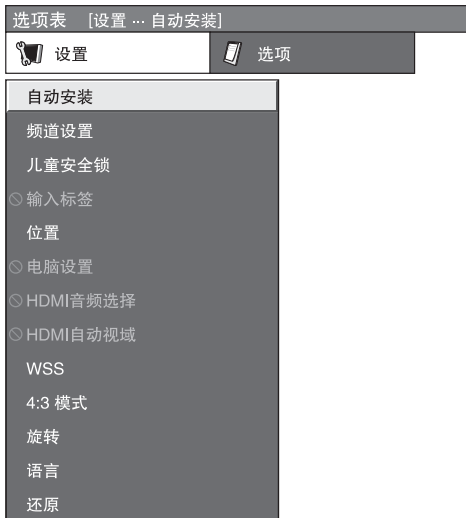 选项表 [设置 ··· 自动安装]
设置 选项
自动安装
频道设置
儿童安全锁
输入标签
位置
电脑设置
HDMI音频选择
HDMI自动视域
WSS
4:3 模式
旋转
语言
还原